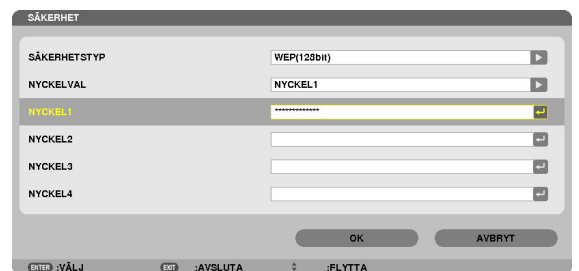 SÄKERHET
SÄKERHETSTYP WEP(128bit)
NYCKELVAL NYCKEL1
NYCKEL1 *************
NYCKEL2
NYCKEL3
NYCKEL4
OK AVBRYT
ENTER :VÄLJ EXIT :AVSLUTA :FLYTTA